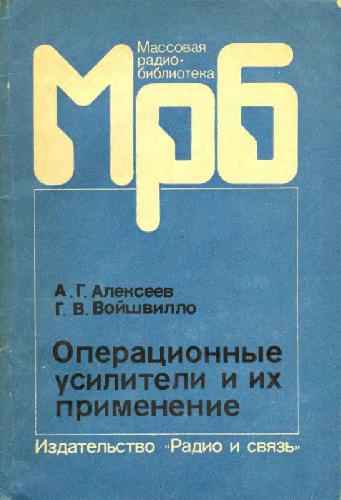 Массовая
радио-
библиотека
Мрб
А.Г. Алексеев
Г. В. Войшвилло
Операционные
усилители и их
применение
Издательство «Радио и связь»